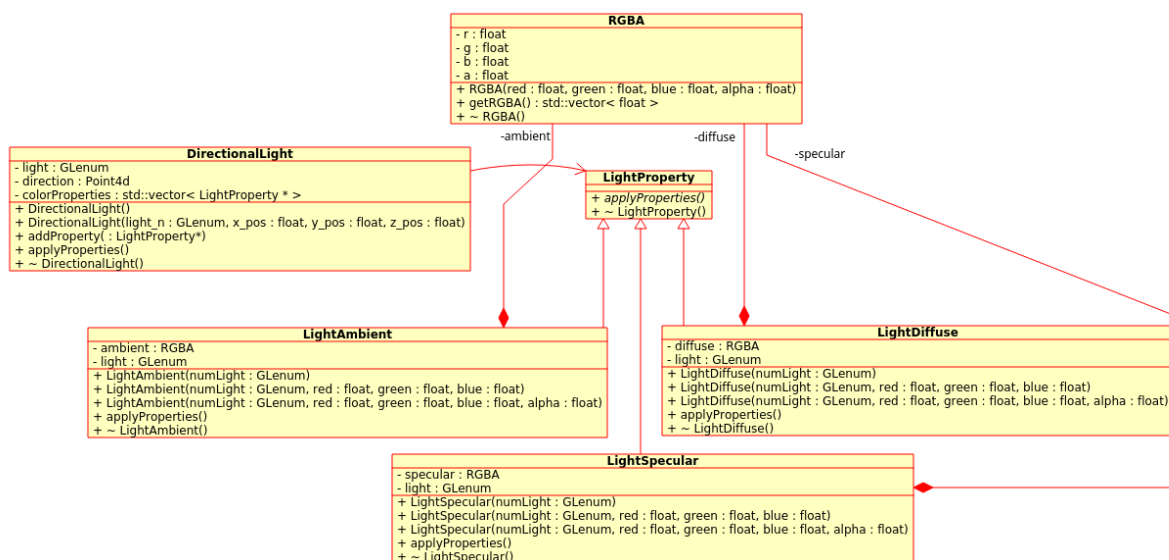 RGBA
- r : float
- g : float
- b : float
- a : float
+ RGBA(red : float, green : float, blue : float, alpha : float)
+ getRGBA() : std::vector< float >
+ ~ RGBA()
-ambient
-diffuse
-specular
DirectionalLight
- light : GLenum
- direction : Point4d
- colorProperties : std::vector< LightProperty * >
+ DirectionalLight()
+ DirectionalLight(light_n : GLenum, x_pos : float, y_pos : float, z_pos : float)
+ addProperty( : LightProperty*)
+ applyProperties()
+ ~ DirectionalLight()
LightProperty
+ applyProperties()
+ ~ LightProperty()
LightAmbient
- ambient : RGBA
- light : GLenum
+ LightAmbient(numLight : GLenum)
+ LightAmbient(numLight : GLenum, red : float, green : float, blue : float)
+ LightAmbient(numLight : GLenum, red : float, green : float, blue : float, alpha : float)
+ applyProperties()
+ ~ LightAmbient()
LightDiffuse
- diffuse : RGBA
- light : GLenum
+ LightDiffuse(numLight : GLenum)
+ LightDiffuse(numLight : GLenum, red : float, green : float, blue : float)
+ LightDiffuse(numLight : GLenum, red : float, green : float, blue : float, alpha : float)
+ applyProperties()
+ ~ LightDiffuse()
LightSpecular
- specular : RGBA
- light : GLenum
+ LightSpecular(numLight : GLenum)
+ LightSpecular(numLight : GLenum, red : float, green : float, blue : float)
+ LightSpecular(numLight : GLenum, red : float, green : float, blue : float, alpha : float)
+ applyProperties()
+ ~ LightSpecular()